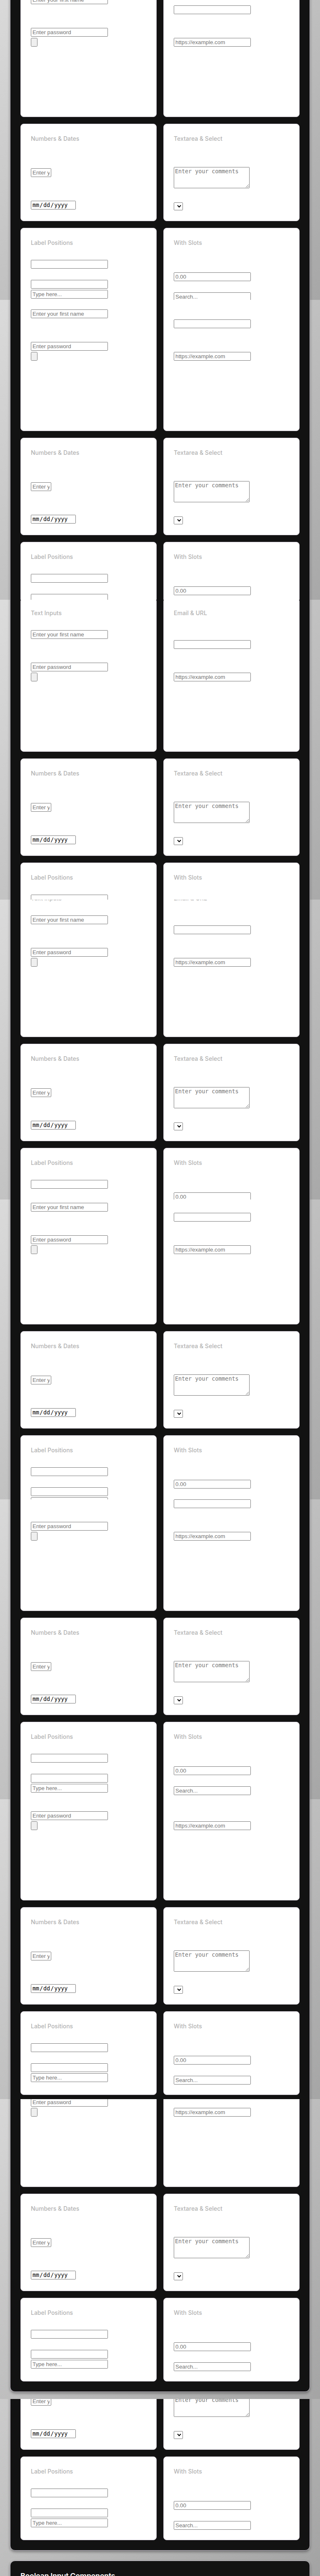 Enter your first name
Enter password
https://example.com
Numbers & Dates
Enter y
mm/dd/yyyy
Textarea & Select
Enter your comments
Label Positions
Type here...
Enter your first name
Enter password
With Slots
0.00
Search...
https://example.com
Numbers & Dates
Enter y
mm/dd/yyyy
Textarea & Select
Enter your comments
Label Positions
With Slots
0.00
Text Inputs
Enter your first name
Enter password
Email & URL
https://example.com
Numbers & Dates
Enter y
mm/dd/yyyy
Textarea & Select
Enter your comments
Label Positions
Enter your first name
Enter password
With Slots
https://example.com
Numbers & Dates
Enter y
mm/dd/yyyy
Textarea & Select
Enter your comments
Label Positions
Enter your first name
Enter password
With Slots
0.00
https://example.com
Numbers & Dates
Enter y
mm/dd/yyyy
Textarea & Select
Enter your comments
Label Positions
Enter password
With Slots
0.00
https://example.com
Numbers & Dates
Enter y
mm/dd/yyyy
Textarea & Select
Enter your comments
Label Positions
Type here...
Enter password
With Slots
0.00
Search...
https://example.com
Numbers & Dates
Enter y
mm/dd/yyyy
Textarea & Select
Enter your comments
Label Positions
Type here...
With Slots
0.00
Search...
Enter password
https://example.com
Numbers & Dates
Enter y
mm/dd/yyyy
Textarea & Select
Enter your comments
Label Positions
Type here...
With Slots
0.00
Search...
Enter y
mm/dd/yyyy
Enter your comments
Label Positions
Type here...
With Slots
0.00
Search...
Boolean Input Components